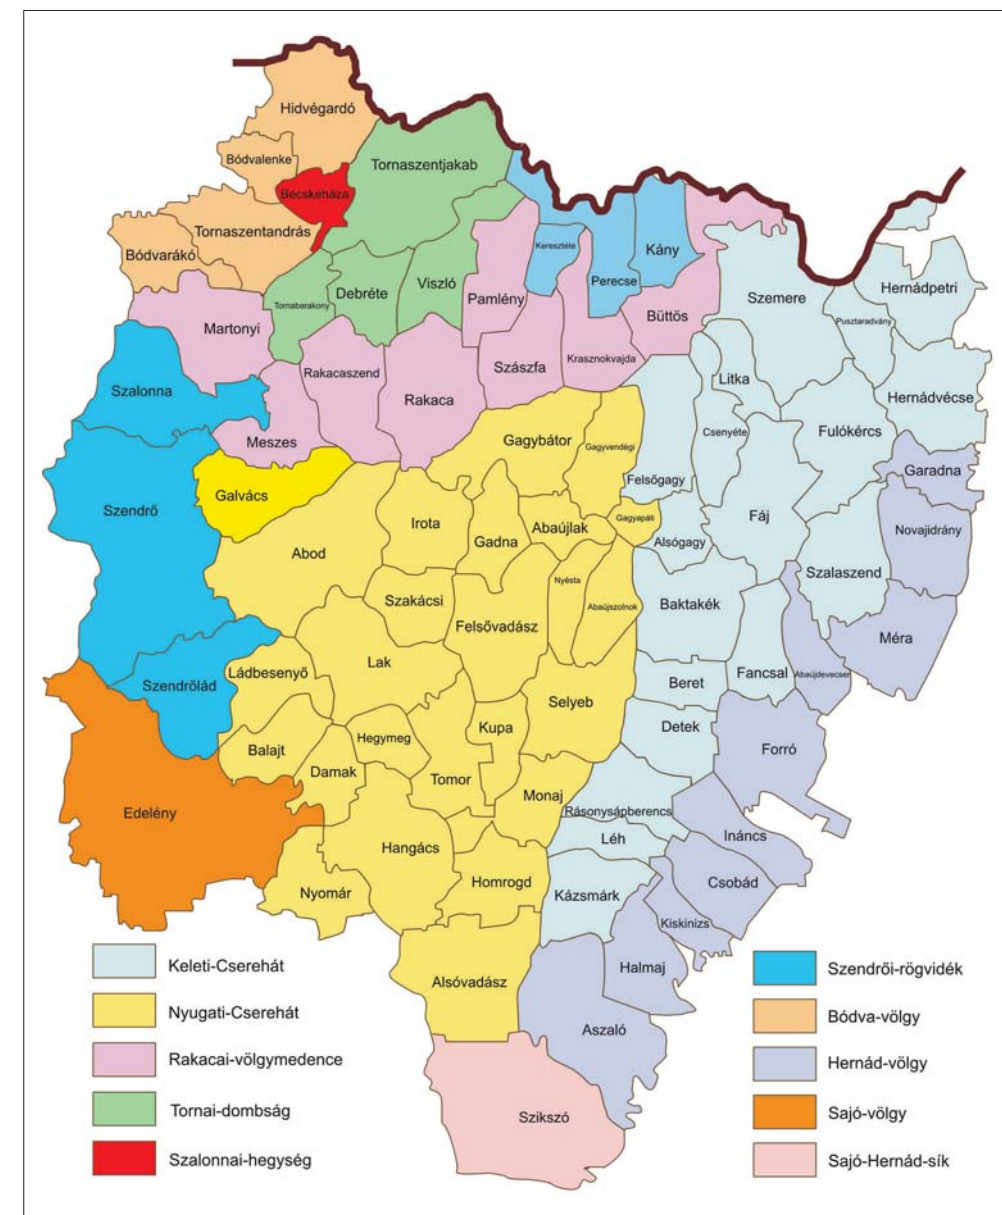 Hidvégardó
Bódvalenke
Tornaszentjakab
Becskeháza
Tornaszentandrás
Bódvarákó
Keresztéte
Kány
Perecse
Hernádpetri
Debréte
Viszló
Pamlény
Tornabarakony
Szemere
Pusztaradvány
Büttös
Martonyi
Krasznokvajda
Szászfa
Rakacaszend
Rakaca
Litka
Szalonna
Hernádvécse
Meszes
Gagybátor
Gagyvendégi
Csenyéte
Fulókércs
Garadna
Felsőgagy
Galvács
Szendrő
Irota
Abaújlak
Gagyapáti
Fáj
Novajidrány
Gadna
Alsógagy
Abod
Szalaszend
Nyésta
Szakácsi
Abaújszolnok
Baktakék
Felsővadász
Méra
Lak
Ládbesenyő
Szendrőlád
Beret
Fancsal
Abaújdevecser
Selyeb
Kupa
Detek
Balajt
Hegymeg
Forró
Damak
Tomor
Monaj
Edelény
Rásonysápberencs
Ináncs
Léh
Hangács
Csobád
Homrogd
Nyomár
Kázsmárk
Kiskinizs
Halmaj
Alsóvadász
Aszaló
Szikszó
Keleti-Cserehát
Nyugati-Cserehát
Rakacai-völgymedence
Tornai-dombság
Szalonnai-hegység
Szendrői-rögvidék
Bódva-völgy
Hernád-völgy
Sajó-völgy
Sajó-Hernád-sík